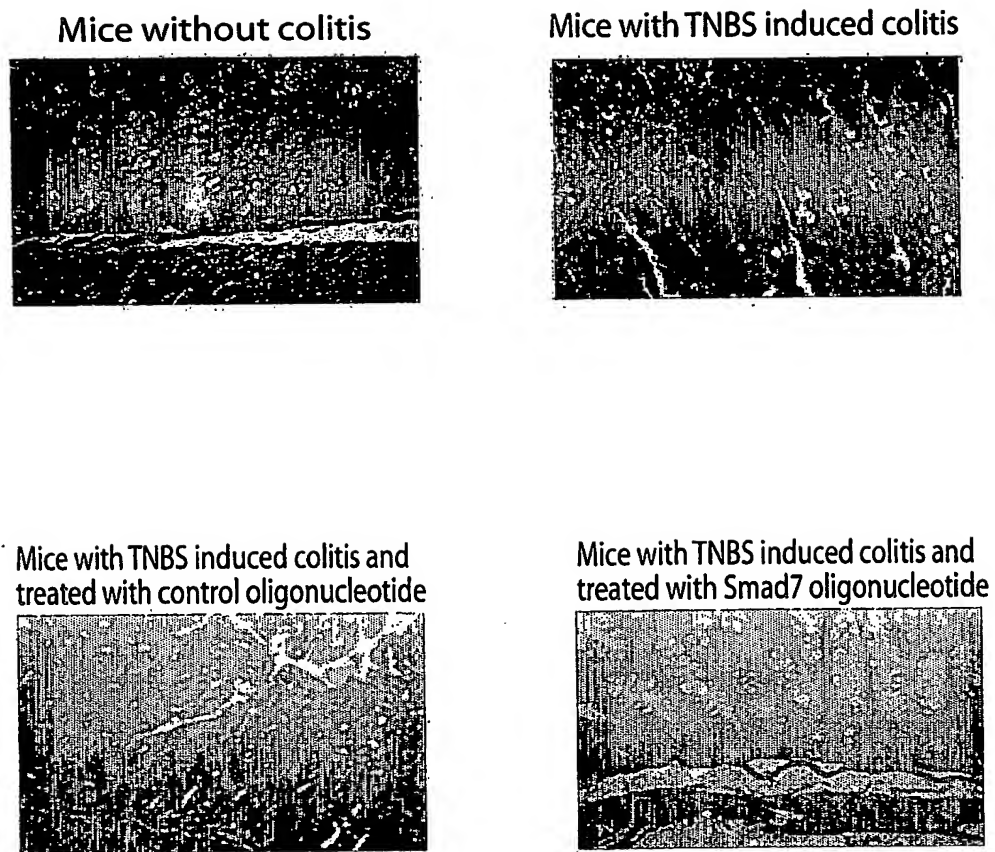 Mice without colitis
Mice with TNBS induced colitis
Mice with TNBS induced colitis and
treated with control oligonucleotide
Mice with TNBS induced colitis and
treated with Smad7 oligonucleotide